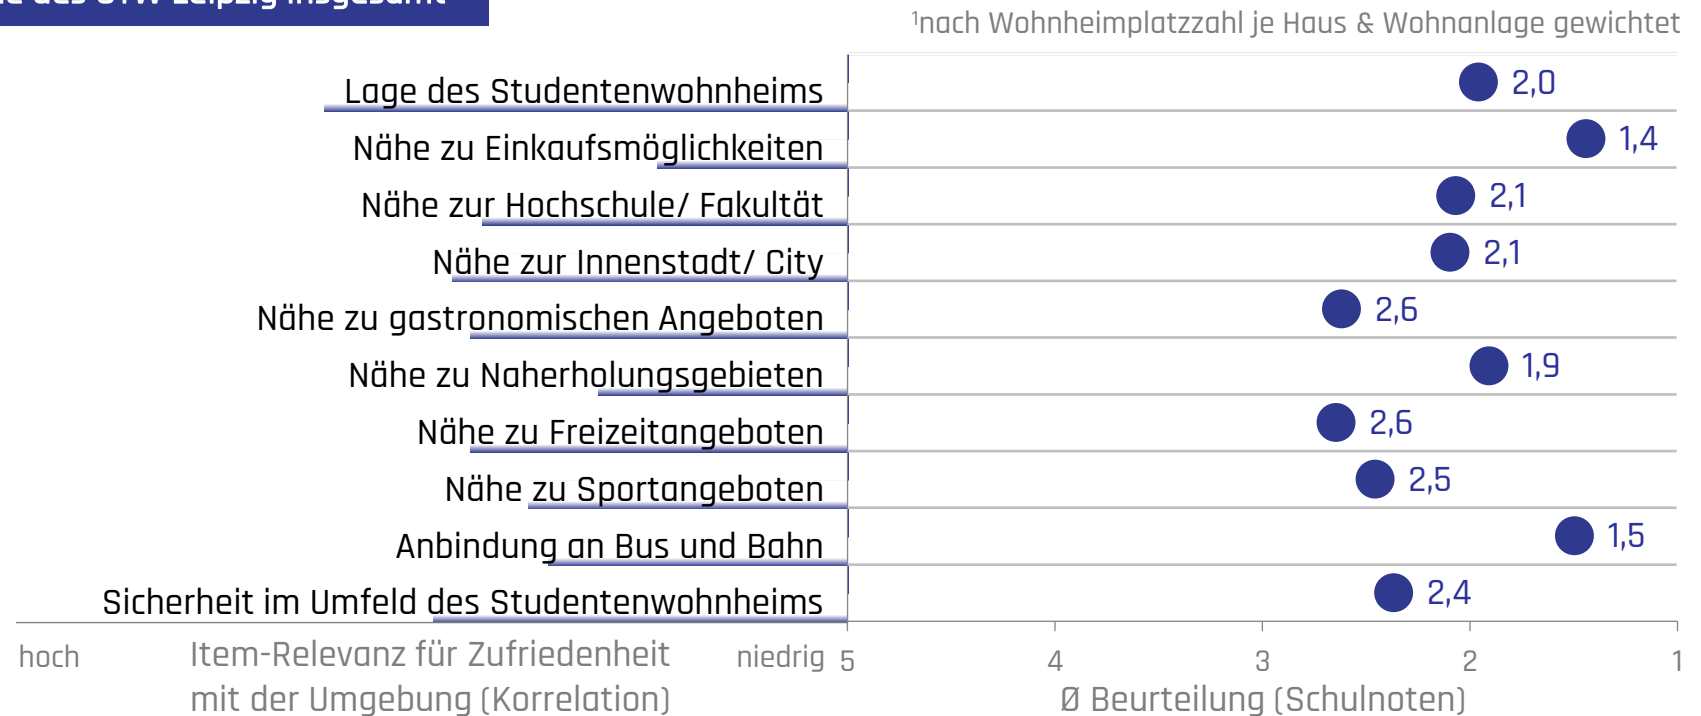 des STW Leipzig insgesamt
¹nach Wohnheimplatzzahl je Haus & Wohnanlage gewichtet
Lage des Studentenwohnheims 2,0
Nähe zu Einkaufsmöglichkeiten 1,4
Nähe zur Hochschule/ Fakultät 2,1
Nähe zur Innenstadt/ City 2,1
Nähe zu gastronomischen Angeboten 2,6
Nähe zu Naherholungsgebieten 1,9
Nähe zu Freizeitangeboten 2,6
Nähe zu Sportangeboten 2,5
Anbindung an Bus und Bahn 1,5
Sicherheit im Umfeld des Studentenwohnheims 2,4
hoch Item-Relevanz für Zufriedenheit niedrig 5 4 3 2 1
mit der Umgebung (Korrelation) Ø Beurteilung (Schulnoten)